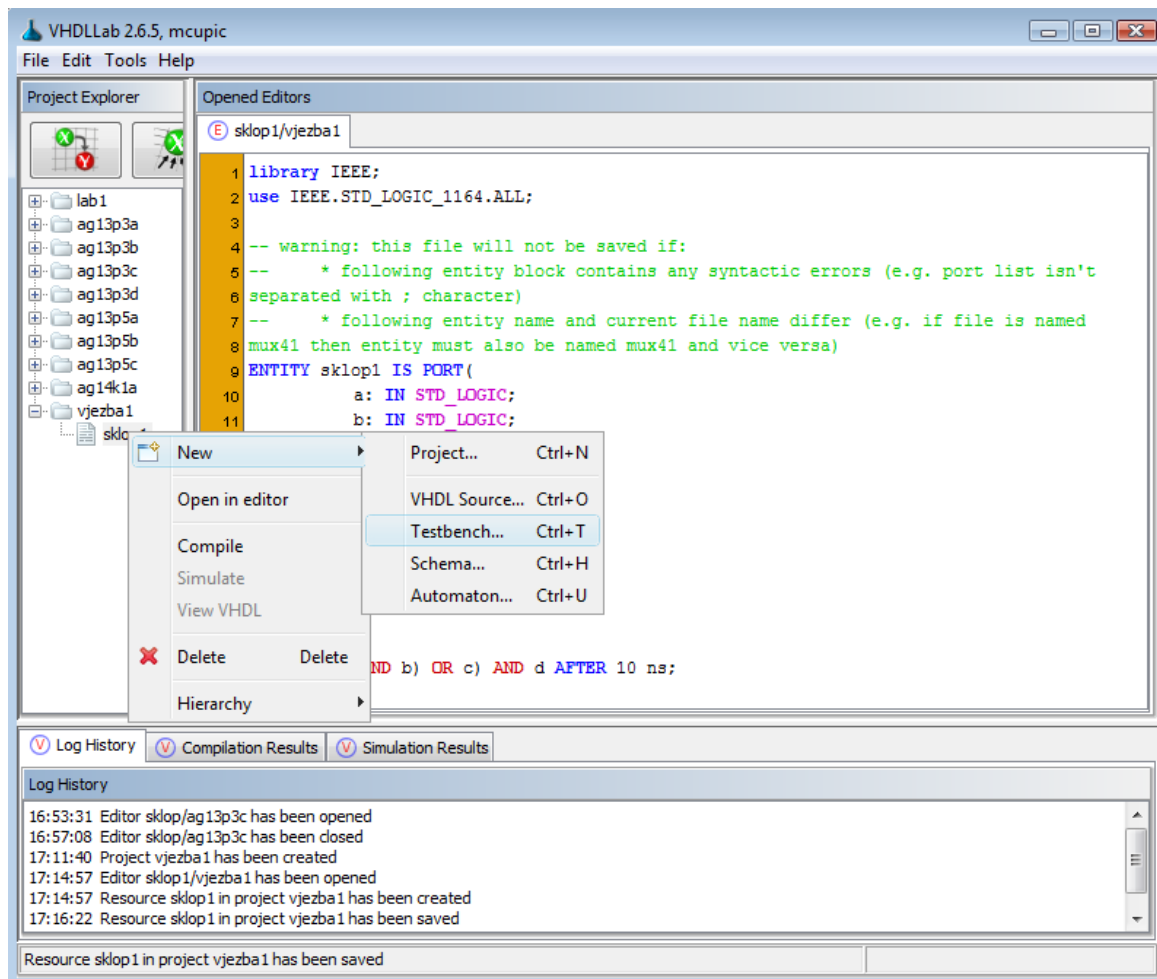 VHDLLab 2.6.5, mcupic
File Edit Tools Help
Project Explorer
Opened Editors
X
Y
X
E sklop1/vjezba1
lab1
ag13p3a
ag13p3b
ag13p3c
ag13p3d
ag13p5a
ag13p5b
ag13p5c
ag14k1a
vjezba1
1 library IEEE;
2 use IEEE.STD_LOGIC_1164.ALL;
3
4 -- warning: this file will not be saved if:
5 -- * following entity block contains any syntactic errors (e.g. port list isn't
6 separated with ; character)
7 -- * following entity name and current file name differ (e.g. if file is named
8 mux41 then entity must also be named mux41 and vice versa)
9 ENTITY sklop1 IS PORT(
10 a: IN STD_LOGIC;
11 b: IN STD_LOGIC;
New
Open in editor
Compile
Simulate
View VHDL
Delete Delete
Hierarchy
Project... Ctrl+N
VHDL Source... Ctrl+O
Testbench... Ctrl+T
Schema... Ctrl+H
Automaton... Ctrl+U
b) OR c) AND d AFTER 10 ns;
V Log History
V Compilation Results
V Simulation Results
Log History
16:53:31 Editor sklop/ag13p3c has been opened
16:57:08 Editor sklop/ag13p3c has been closed
17:11:40 Project vjezba1 has been created
17:14:57 Editor sklop1/vjezba1 has been opened
17:14:57 Resource sklop1 in project vjezba1 has been created
17:16:22 Resource sklop1 in project vjezba1 has been saved
Resource sklop1 in project vjezba1 has been saved